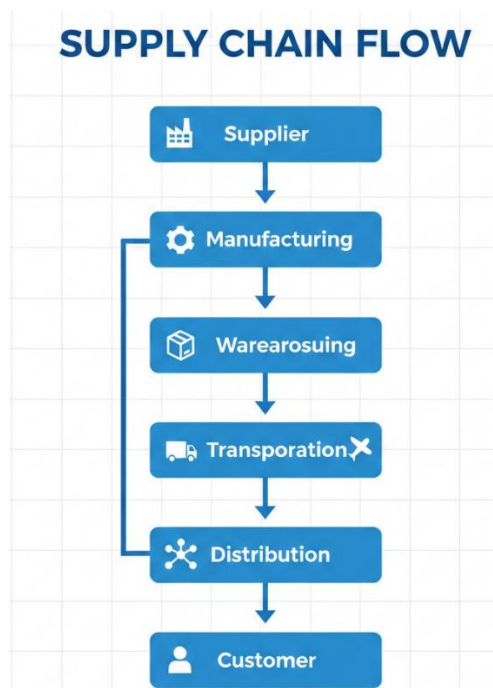 SUPPLY CHAIN FLOW
Supplier
Manufacturing
Warearosuing
Transporation
Distribution
Customer